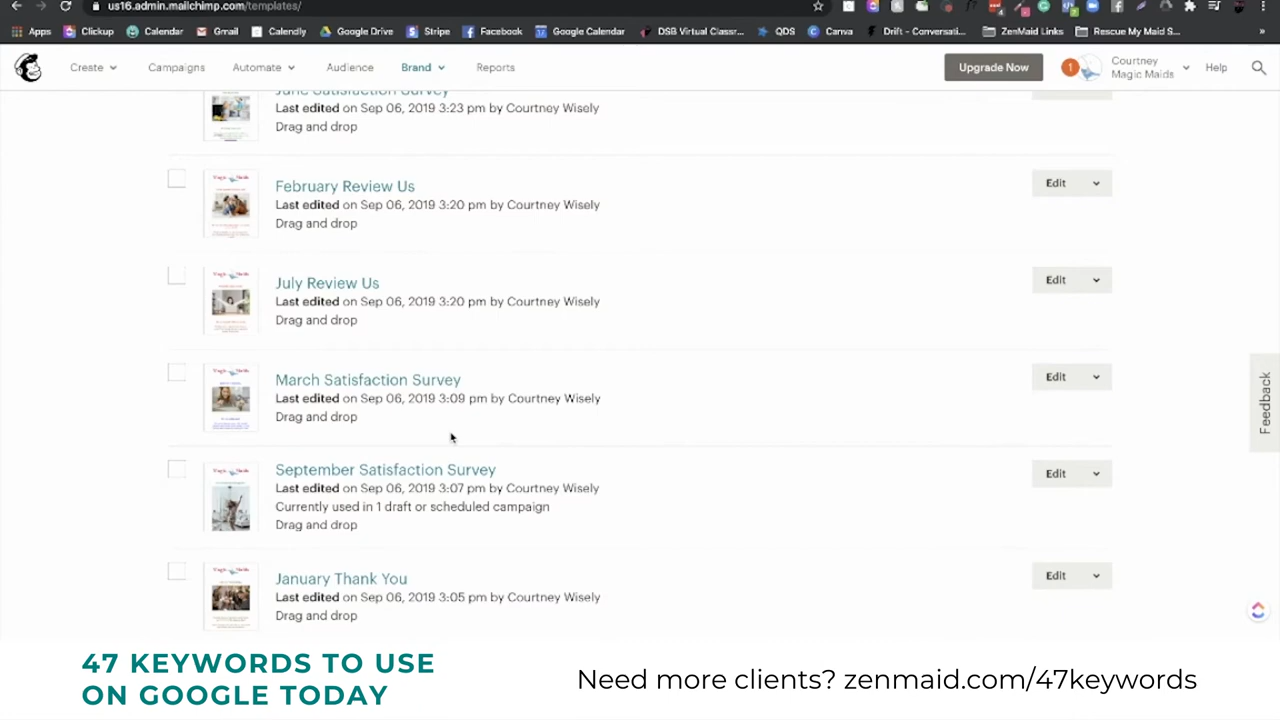 us16.admin.mailchimp.com/templates/
Apps Clickup Calendar Gmail Calendly Google Drive Stripe Facebook Google Calendar DSB Virtual Classr... QDS Canva Drift - Conversati... ZenMaid Links Rescue My Maid S... »
Create Campaigns Automate Audience Brand Reports Upgrade Now 1 Courtney Help
Magic Maids
June Satisfaction Survey
Last edited on Sep 06, 2019 3:23 pm by Courtney Wisely
Drag and drop
February Review Us Edit
Last edited on Sep 06, 2019 3:20 pm by Courtney Wisely
Drag and drop
July Review Us Edit
Last edited on Sep 06, 2019 3:20 pm by Courtney Wisely
Drag and drop
March Satisfaction Survey Edit
Last edited on Sep 06, 2019 3:09 pm by Courtney Wisely
Drag and drop
Feedback
September Satisfaction Survey Edit
Last edited on Sep 06, 2019 3:07 pm by Courtney Wisely
Currently used in 1 draft or scheduled campaign
Drag and drop
January Thank You Edit
Last edited on Sep 06, 2019 3:05 pm by Courtney Wisely
Drag and drop
47 KEYWORDS TO USE
ON GOOGLE TODAY
Need more clients? zenmaid.com/47keywords